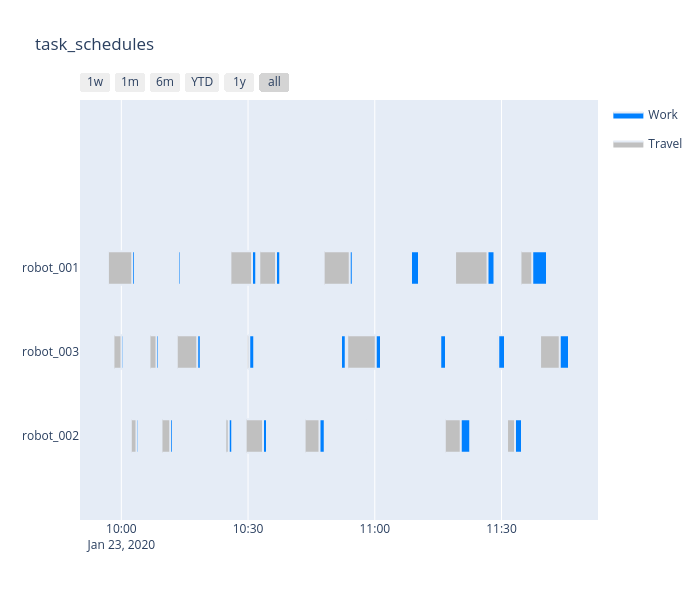 task_schedules
1w 1m 6m YTD 1y all
Work
Travel
robot_001
robot_003
robot_002
10:00 10:30 11:00 11:30
Jan 23, 2020